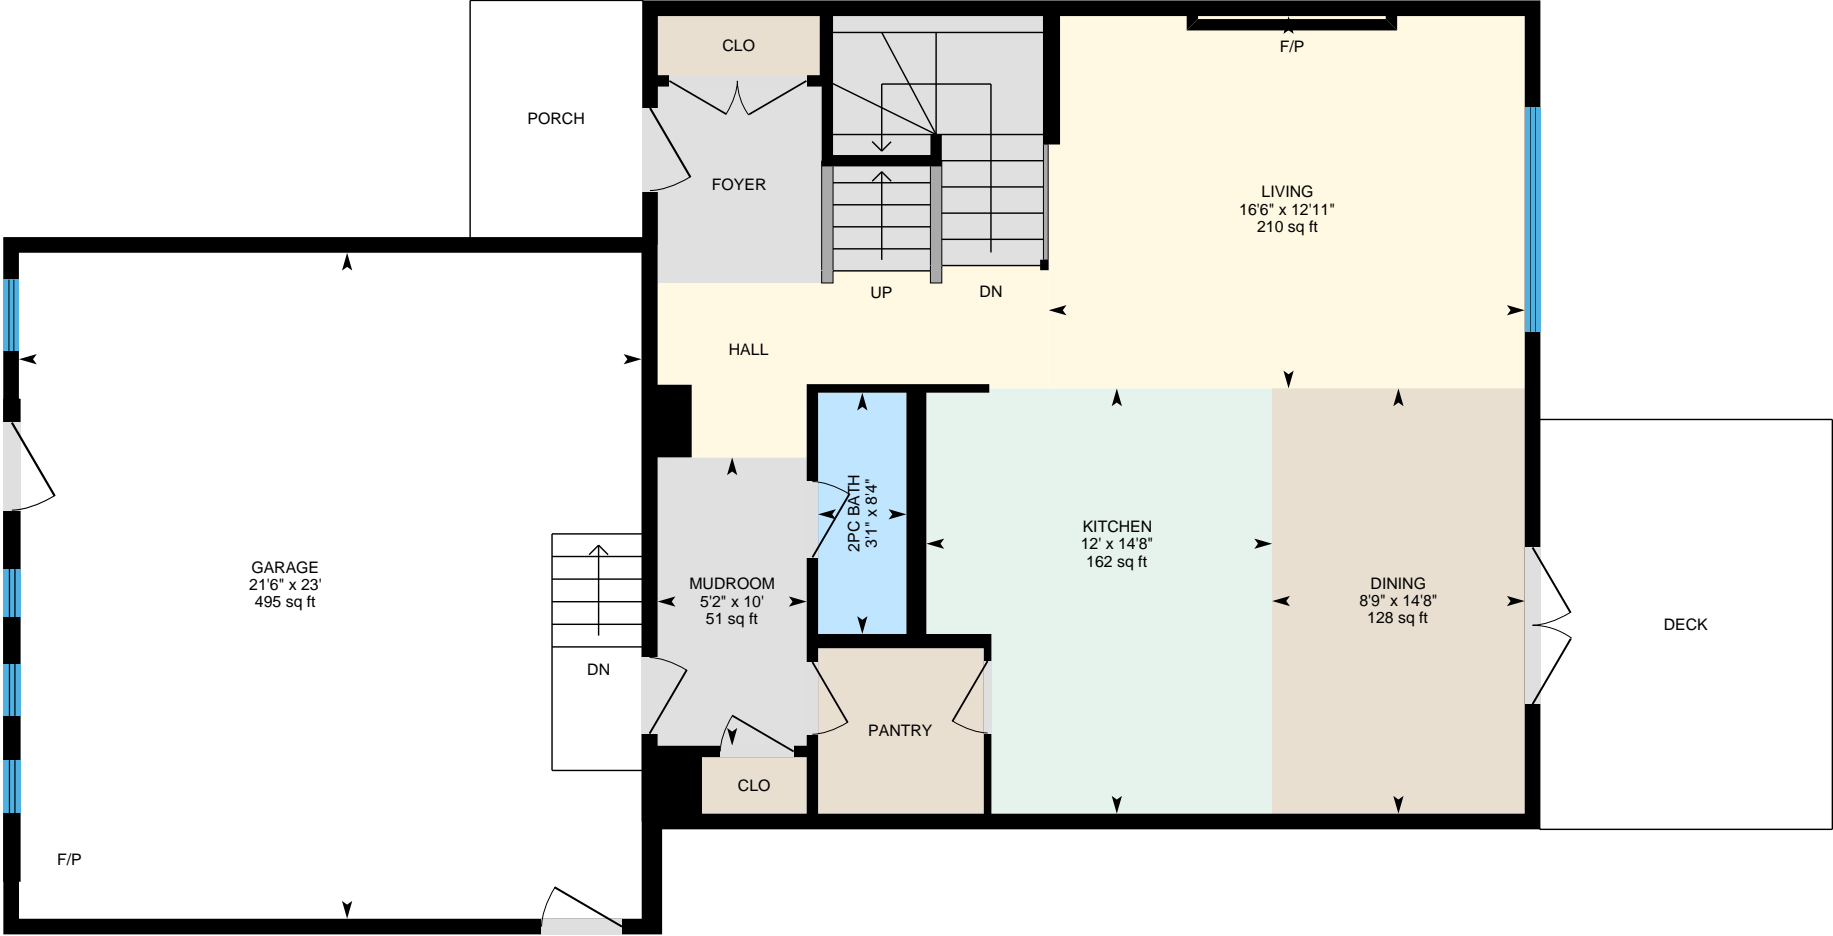 CLO
F/P
PORCH
FOYER
LIVING
16'6" x 12'11"
210 sq ft
UP
DN
HALL
2PC BATH
3'1" x 8'4"
KITCHEN
12' x 14'8"
162 sq ft
GARAGE
21'6" x 23'
495 sq ft
MUDROOM
5'2" x 10'
51 sq ft
DINING
8'9" x 14'8"
128 sq ft
DECK
DN
PANTRY
CLO
F/P